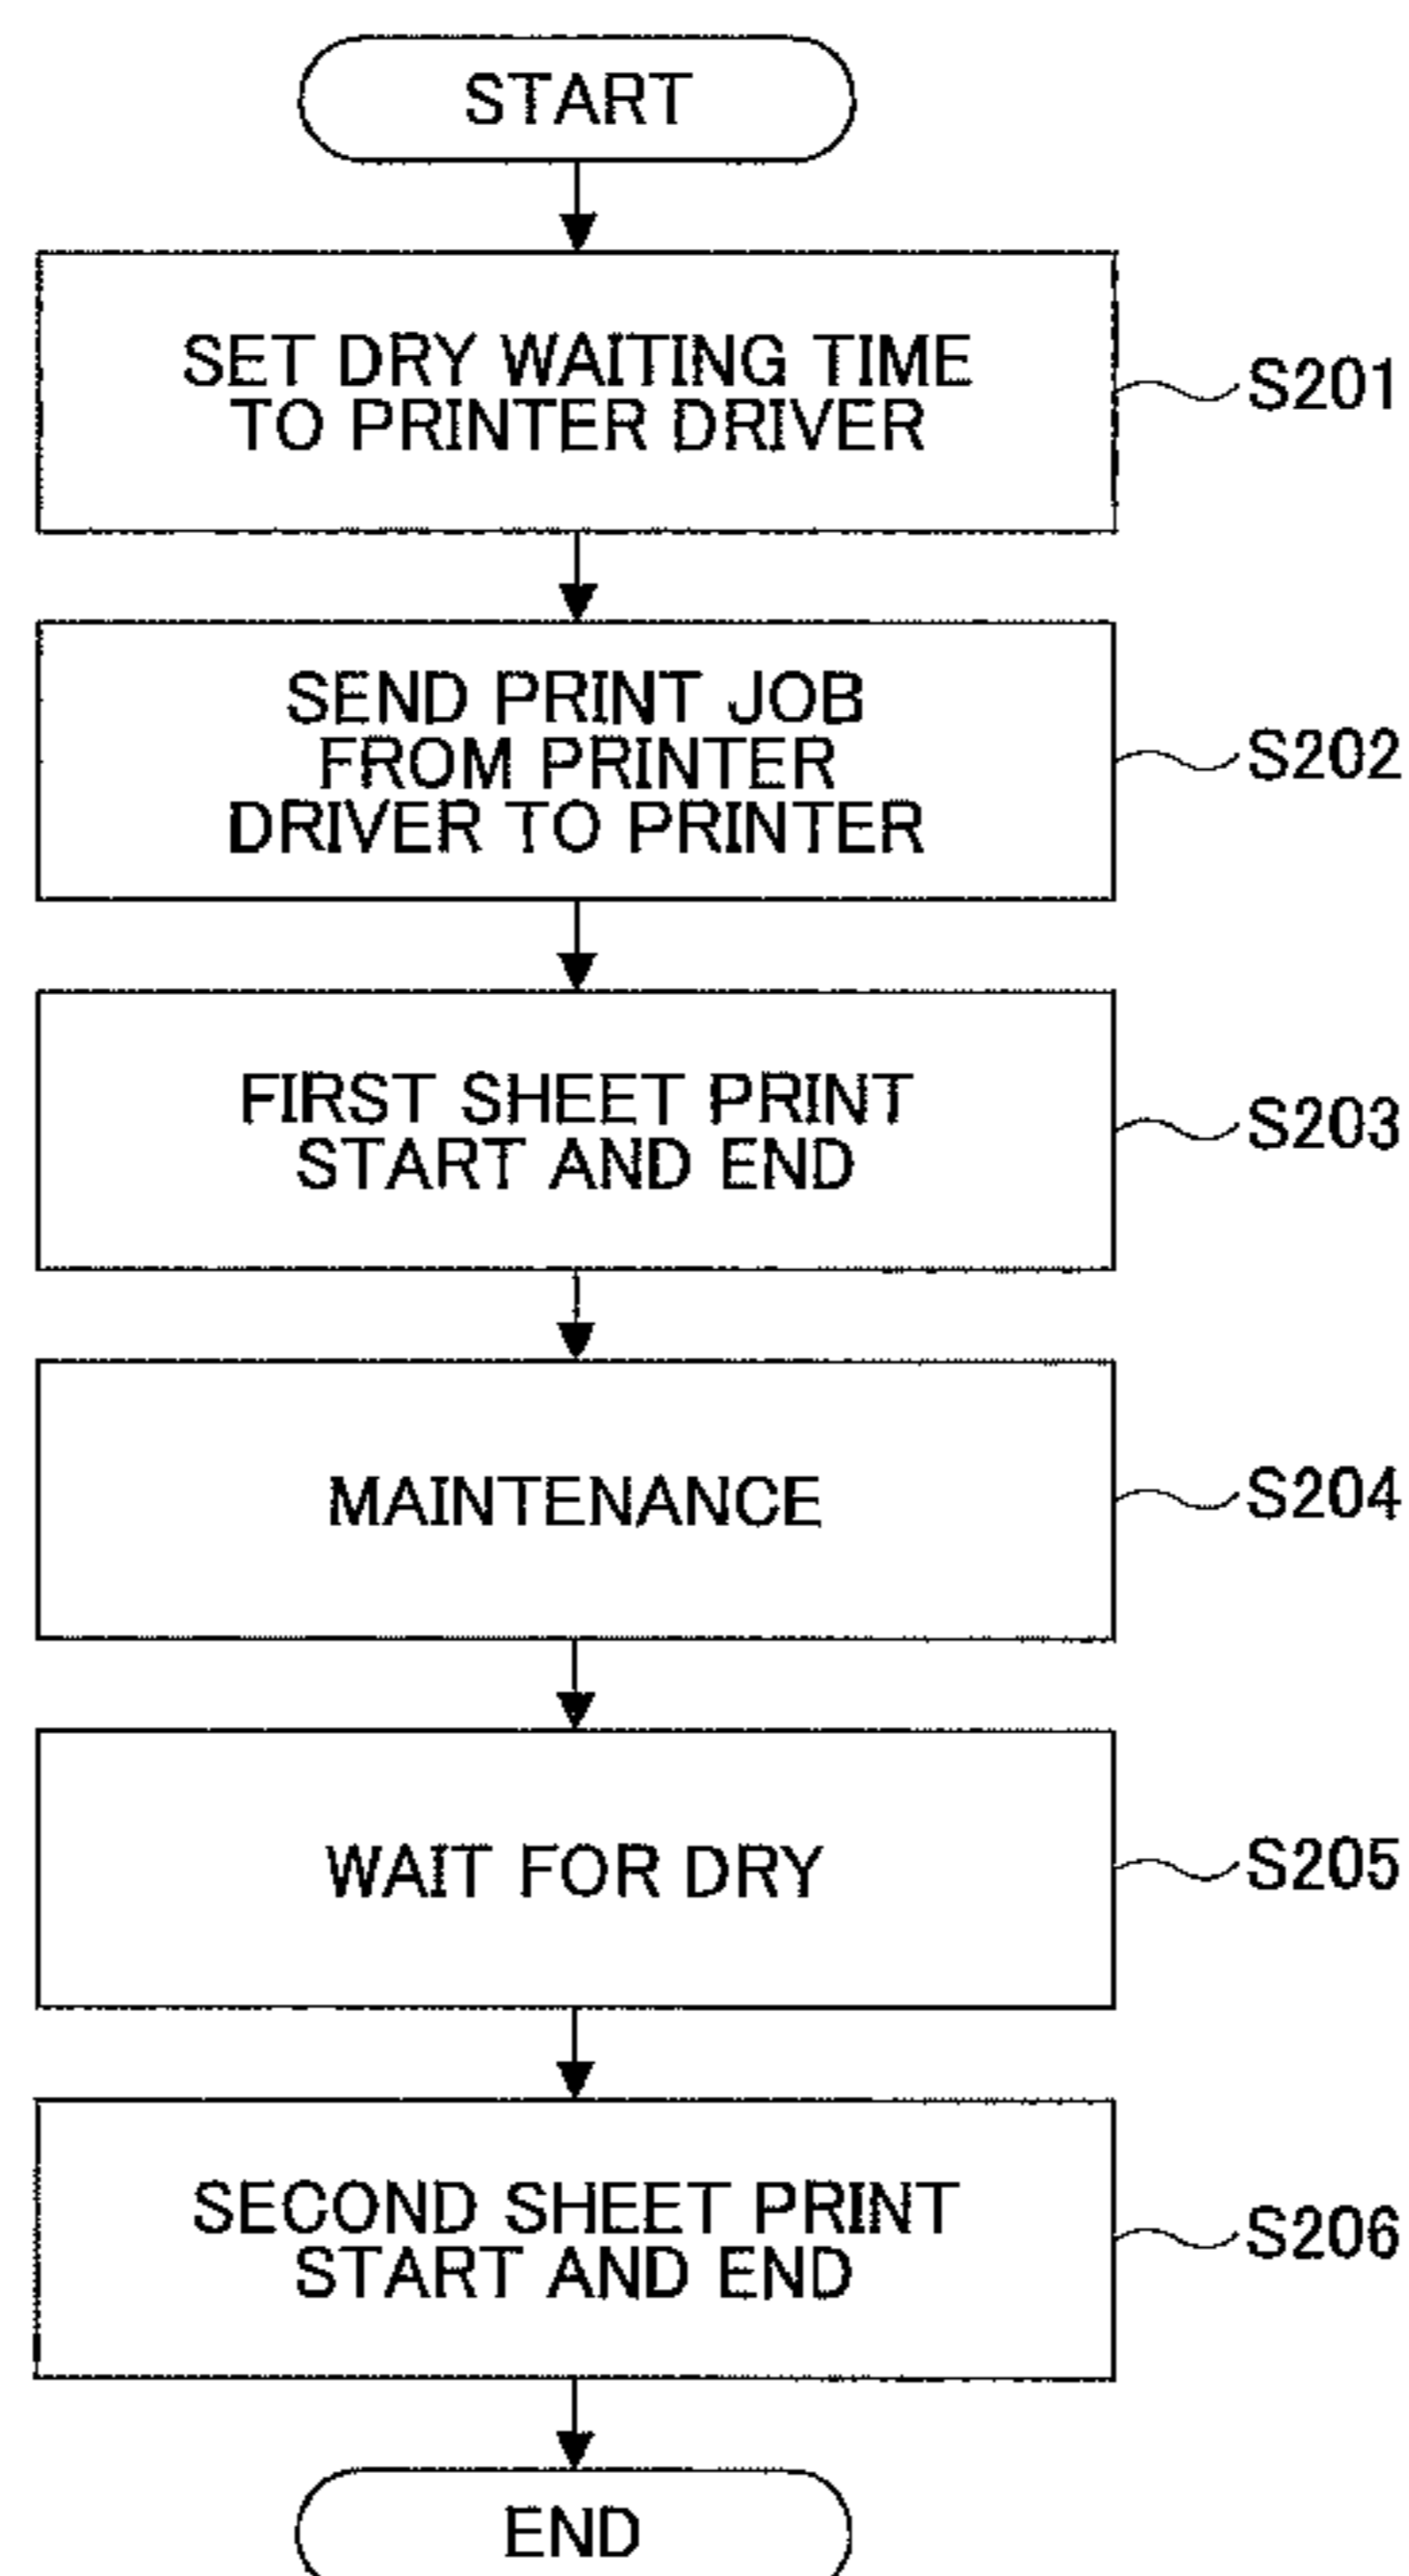 START
SET DRY WAITING TIME
TO PRINTER DRIVER
S201
SEND PRINT JOB
FROM PRINTER
DRIVER TO PRINTER
S202
FIRST SHEET PRINT
START AND END
S203
MAINTENANCE
S204
WAIT FOR DRY
S205
SECOND SHEET PRINT
START AND END
S206
END